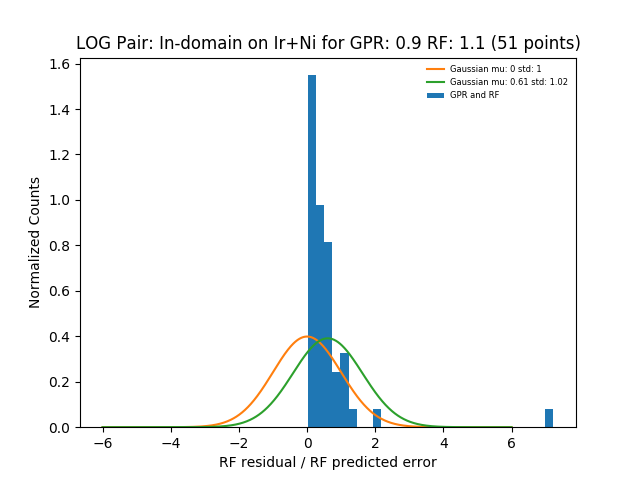 LOG Pair: In-domain on Ir+Ni for GPR: 0.9 RF: 1.1 (51 points)
Gaussian mu: 0 std: 1
Gaussian mu: 0.61 std: 1.02
GPR and RF
Normalized Counts
1.6
1.4
1.2
1.0
0.8
0.6
0.4
0.2
0.0
−6 −4 −2 0 2 4 6
RF residual / RF predicted error